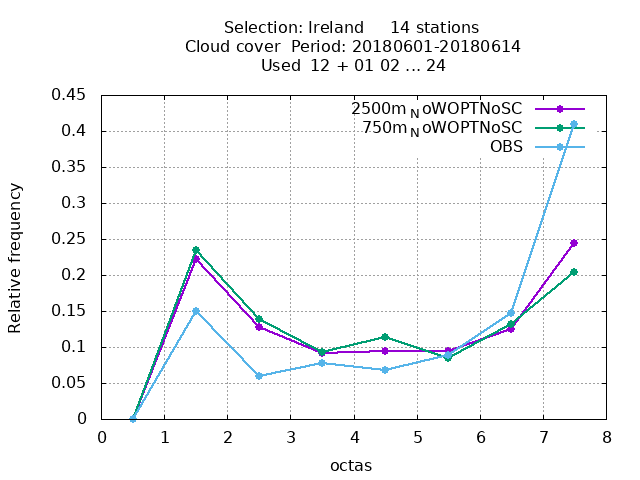 Selection: Ireland 14 stations
Cloud cover Period: 20180601-20180614
Used 12 + 01 02 ... 24
2500m_NoWOPTNoSC
750m_NoWOPTNoSC
OBS
Relative frequency
0.45
0.4
0.35
0.3
0.25
0.2
0.15
0.1
0.05
0
0 1 2 3 4 5 6 7 8
octas